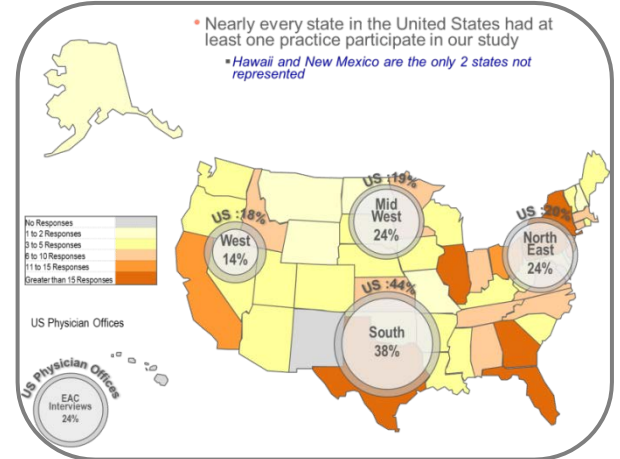 • Nearly every state in the United States had at
least one practice participate in our study
▪Hawaii and New Mexico are the only 2 states not
represented
US :19%
Mid
West
24%
US :18%
West
14%
US :20%
North
East
24%
No Responses
1 to 2 Responses
3 to 5 Responses
6 to 10 Responses
11 to 15 Responses
Greater than 15 Responses
US :44%
South
38%
US Physician Offices
US Physician Offices
EAC
Interviews
24%